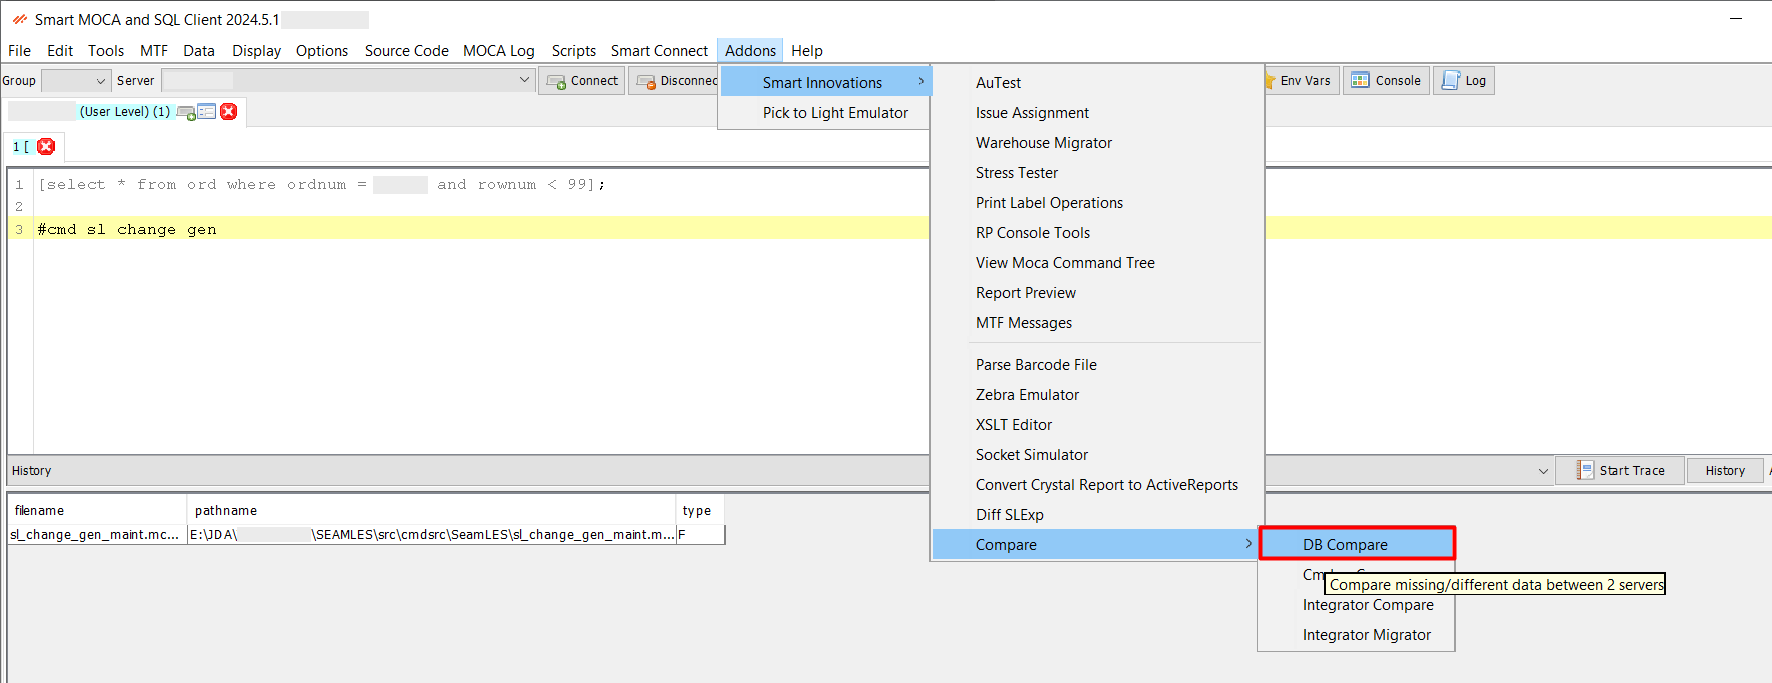 Smart MOCA and SQL Client 2024.5.1
File Edit Tools MTF Data Display Options Source Code MOCA Log Scripts Smart Connect Addons Help
Group Server Connect Disconnec Env Vars Console Log
Smart Innovations >
Pick to Light Emulator
AuTest
Issue Assignment
Warehouse Migrator
Stress Tester
Print Label Operations
RP Console Tools
View Moca Command Tree
Report Preview
MTF Messages
Parse Barcode File
Zebra Emulator
XSLT Editor
Socket Simulator
Convert Crystal Report to ActiveReports
Diff SLExp
Compare >
DB Compare
Compare missing/different data between 2 servers
Integrator Compare
Integrator Migrator
(User Level) (1)
1 [
1 [select * from ord where ordnum = and rownum < 99];
2
3 #cmd sl change gen
History Start Trace History
filename pathname type
sl_change_gen_maint.mc... E:\JDA\ \SEAMLES\src\cmdsrc\SeamLES\sl_change_gen_maint.m... F